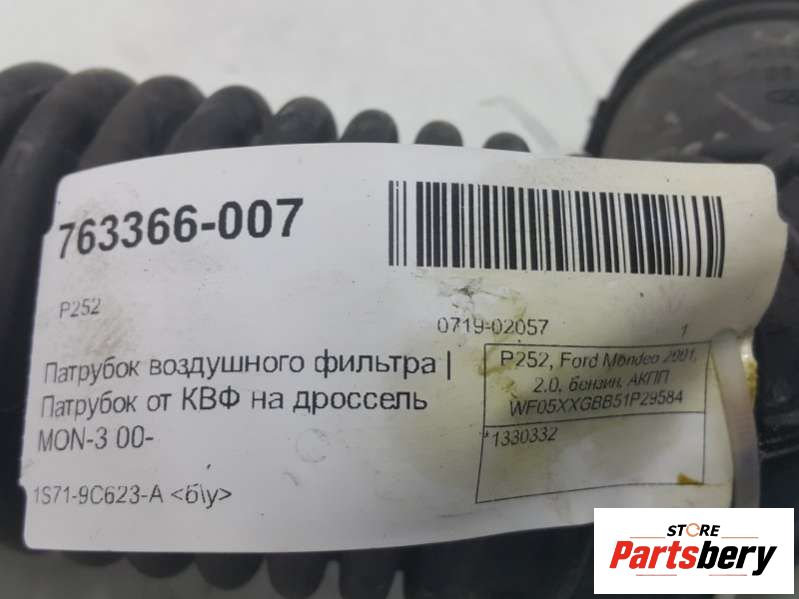 763366-007
P252
0719-02057 1
Патрубок воздушного фильтра |
Патрубок от КВФ на дроссель
MON-3 00-
1S71-9C623-A <б\у>
P252, Ford Mondeo 2001,
2.0, бензин, АКПП
WF05XXGBB51P29584
*1330332
STORE
Partsbery